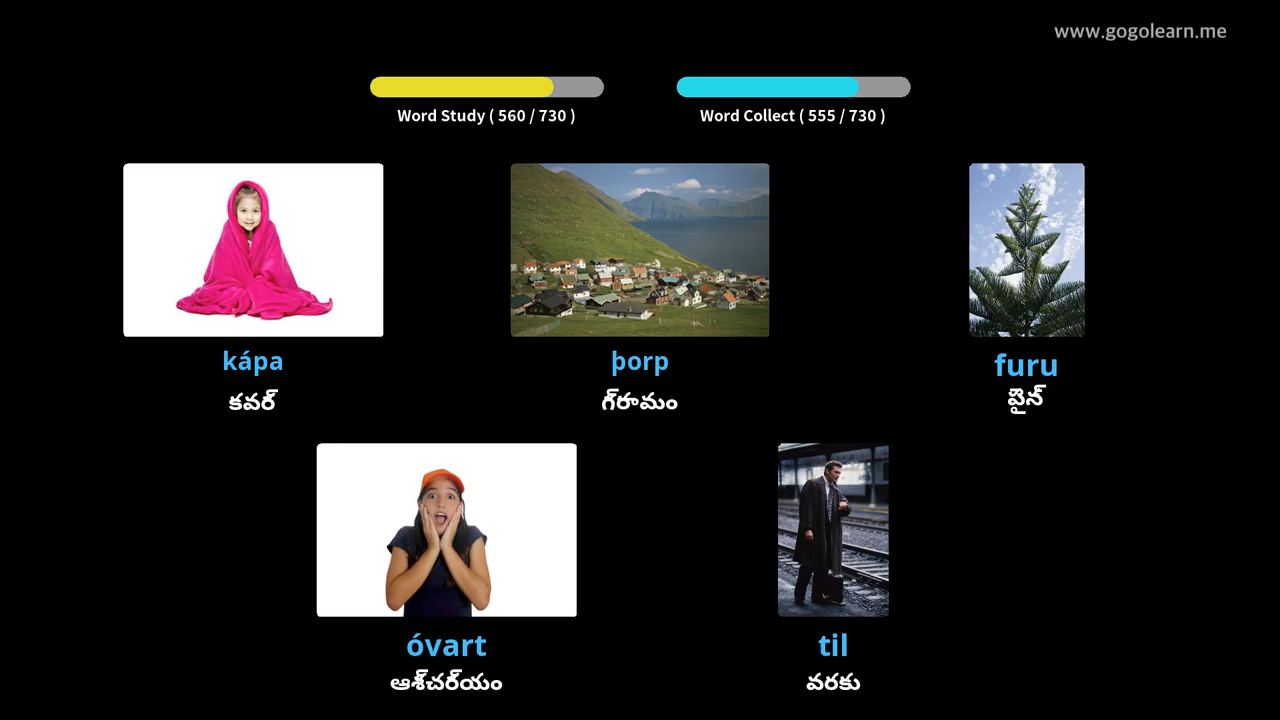 www.gogolearn.me
Word Study ( 560 / 730 )
Word Collect ( 555 / 730 )
kápa
కవర్
þorp
గ్‌రామం
furu
పైన్
óvart
ఆశ్‌చర్‌యం
til
వరకు